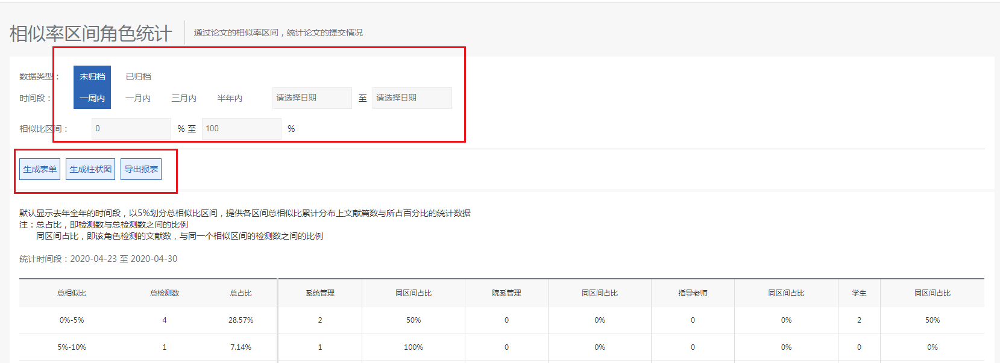 相似率区间角色统计 通过论文的相似率区间，统计论文的提交情况
数据类型： 未归档 已归档
时间段： 一周内 一月内 三月内 半年内 请选择日期 至 请选择日期
相似比区间： 0 % 至 100 %
生成表单 生成柱状图 导出报表
默认显示去年全年的时间段，以5%划分总相似比区间，提供各区间总相似比累计分布上文献篇数与所占百分比的统计数据
注：总占比，即检测数与总检测数之间的比例
同区间占比，即该角色检测的文献数，与同一个相似区间的检测数之间的比例
统计时间段：2020-04-23 至 2020-04-30
总相似比 总检测数 总占比 系统管理 同区间占比 院系管理 同区间占比 指导老师 同区间占比 学生 同区间占比
0%-5% 4 28.57% 2 50% 0 0% 0 0% 2 50%
5%-10% 1 7.14% 1 100% 0 0% 0 0% 0 0%